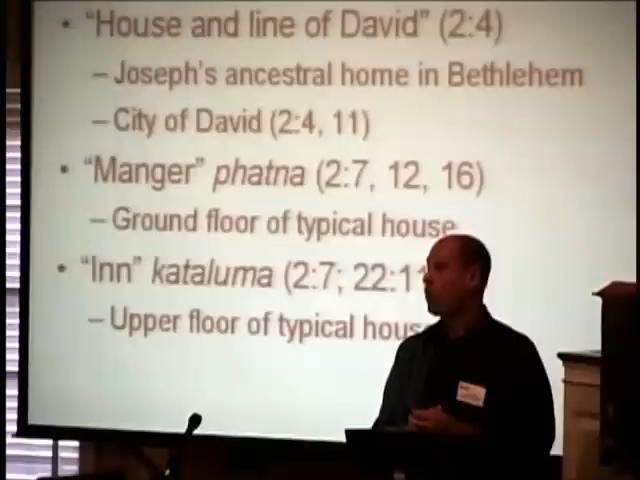 • “House and line of David” (2:4)
– Joseph’s ancestral home in Bethlehem
– City of David (2:4, 11)
• “Manger” phatna (2:7, 12, 16)
– Ground floor of typical house
• “Inn” kataluma (2:7; 22:11
– Upper floor of typical hous